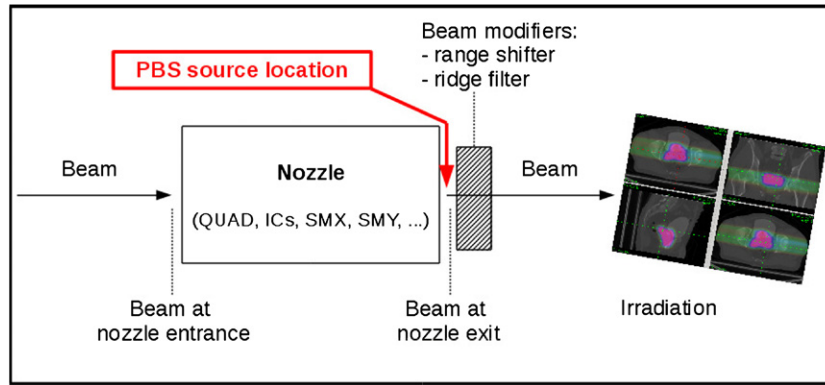 Beam modifiers:
- range shifter
- ridge filter
PBS source location
Beam
Nozzle
(QUAD, ICs, SMX, SMY, ...)
Beam
Beam at
nozzle entrance
Beam at
nozzle exit
Irradiation